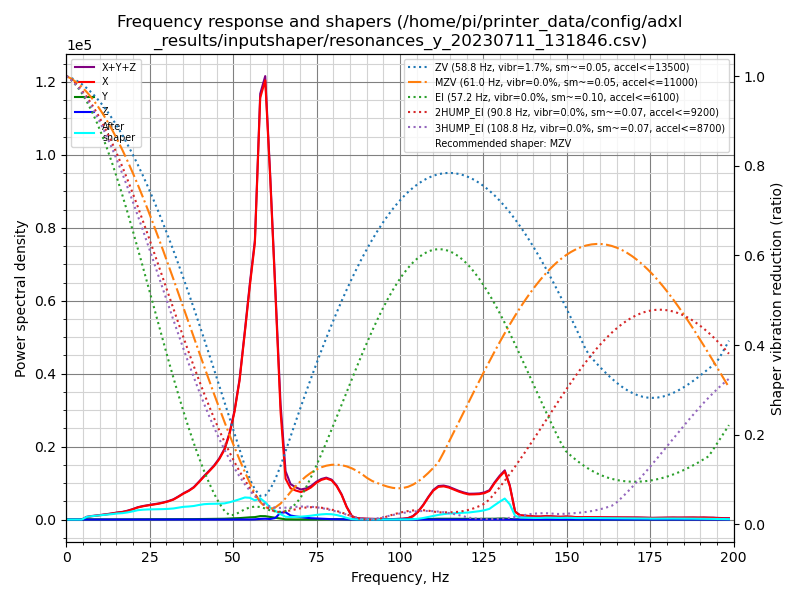 Frequency response and shapers (/home/pi/printer_data/config/adxl
_results/inputshaper/resonances_y_20230711_131846.csv)
1e5
X+Y+Z
X
Y
Z
After
shaper
ZV (58.8 Hz, vibr=1.7%, sm~=0.05, accel<=13500)
MZV (61.0 Hz, vibr=0.0%, sm~=0.05, accel<=11000)
EI (57.2 Hz, vibr=0.0%, sm~=0.10, accel<=6100)
2HUMP_EI (90.8 Hz, vibr=0.0%, sm~=0.07, accel<=9200)
3HUMP_EI (108.8 Hz, vibr=0.0%, sm~=0.07, accel<=8700)
Recommended shaper: MZV
Power spectral density
1.2
1.0
0.8
0.6
0.4
0.2
0.0
1.0
0.8
0.6
0.4
0.2
0.0
Shaper vibration reduction (ratio)
0 25 50 75 100 125 150 175 200
Frequency, Hz